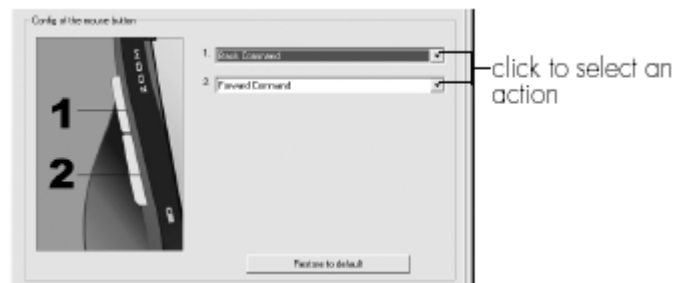 Config of the mouse button
ZOOM
1. Back Command
2. Forward Command
click to select an
action
1
2
Restore to default